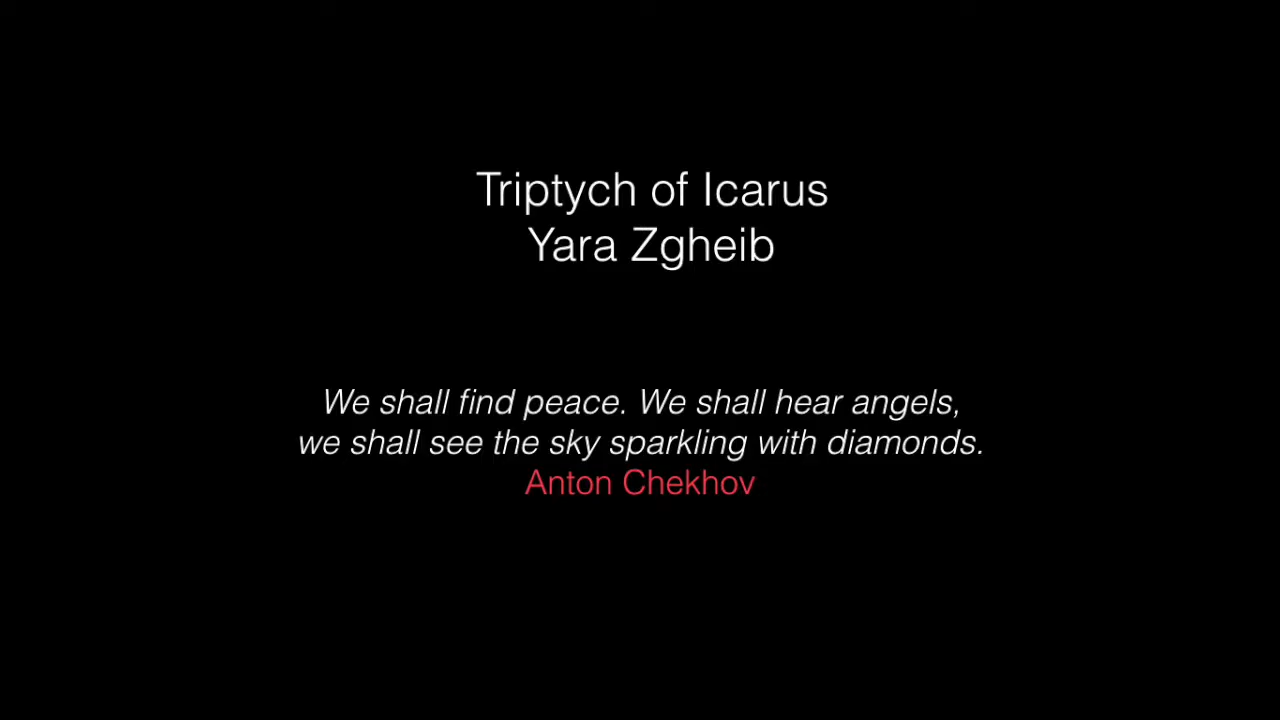 Triptych of Icarus
Yara Zgheib
We shall find peace. We shall hear angels,
we shall see the sky sparkling with diamonds.
Anton Chekhov